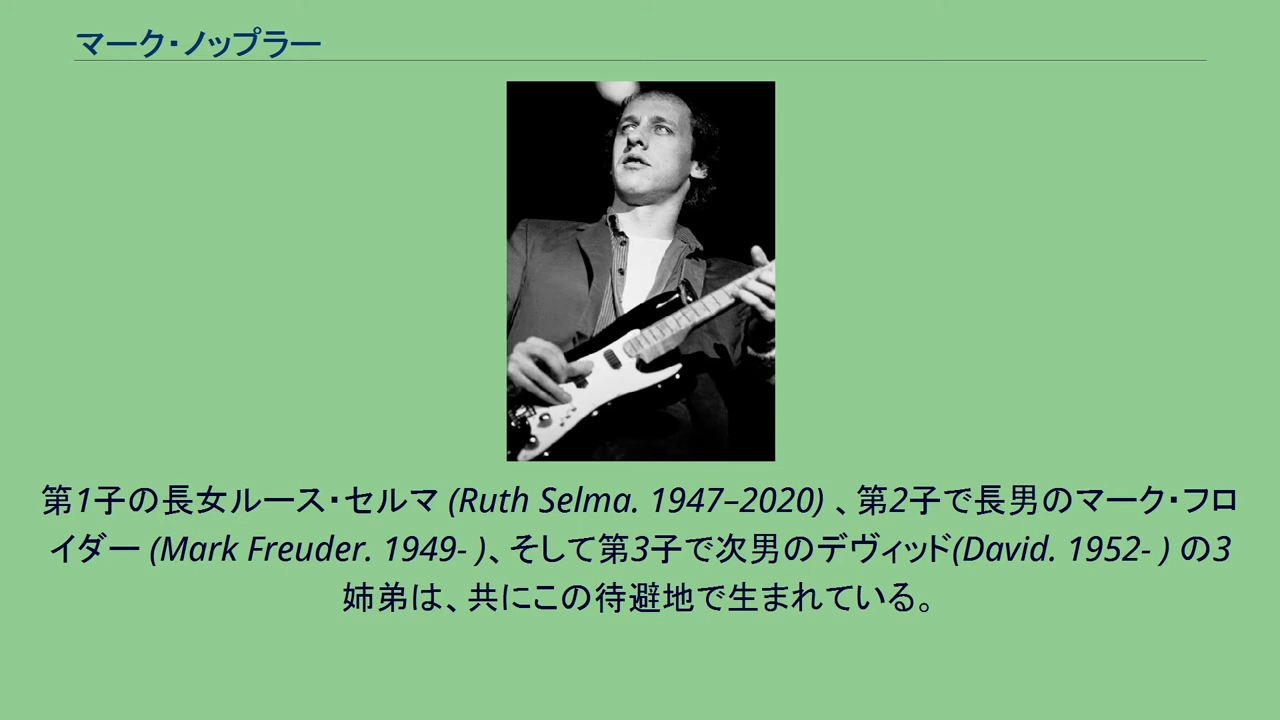 マーク・ノップラー
第1子の長女ルース・セルマ (Ruth Selma. 1947–2020) 、第2子で長男のマーク・フロ
イダー (Mark Freuder. 1949- )、そして第3子で次男のデヴィッド(David. 1952- ) の3
姉弟は、共にこの待避地で生まれている。